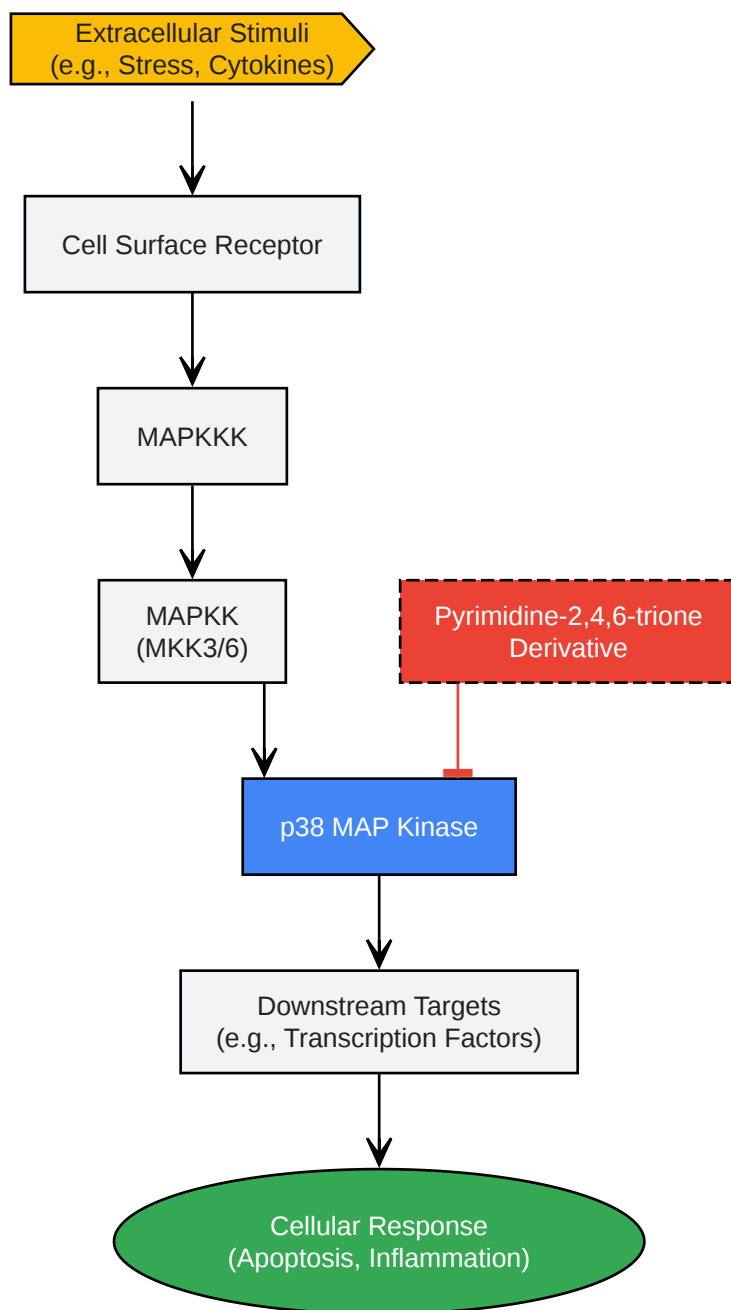 Extracellular Stimuli
(e.g., Stress, Cytokines)
Cell Surface Receptor
MAPKKK
MAPKK
(MKK3/6)
Pyrimidine-2,4,6-trione
Derivative
p38 MAP Kinase
Downstream Targets
(e.g., Transcription Factors)
Cellular Response
(Apoptosis, Inflammation)